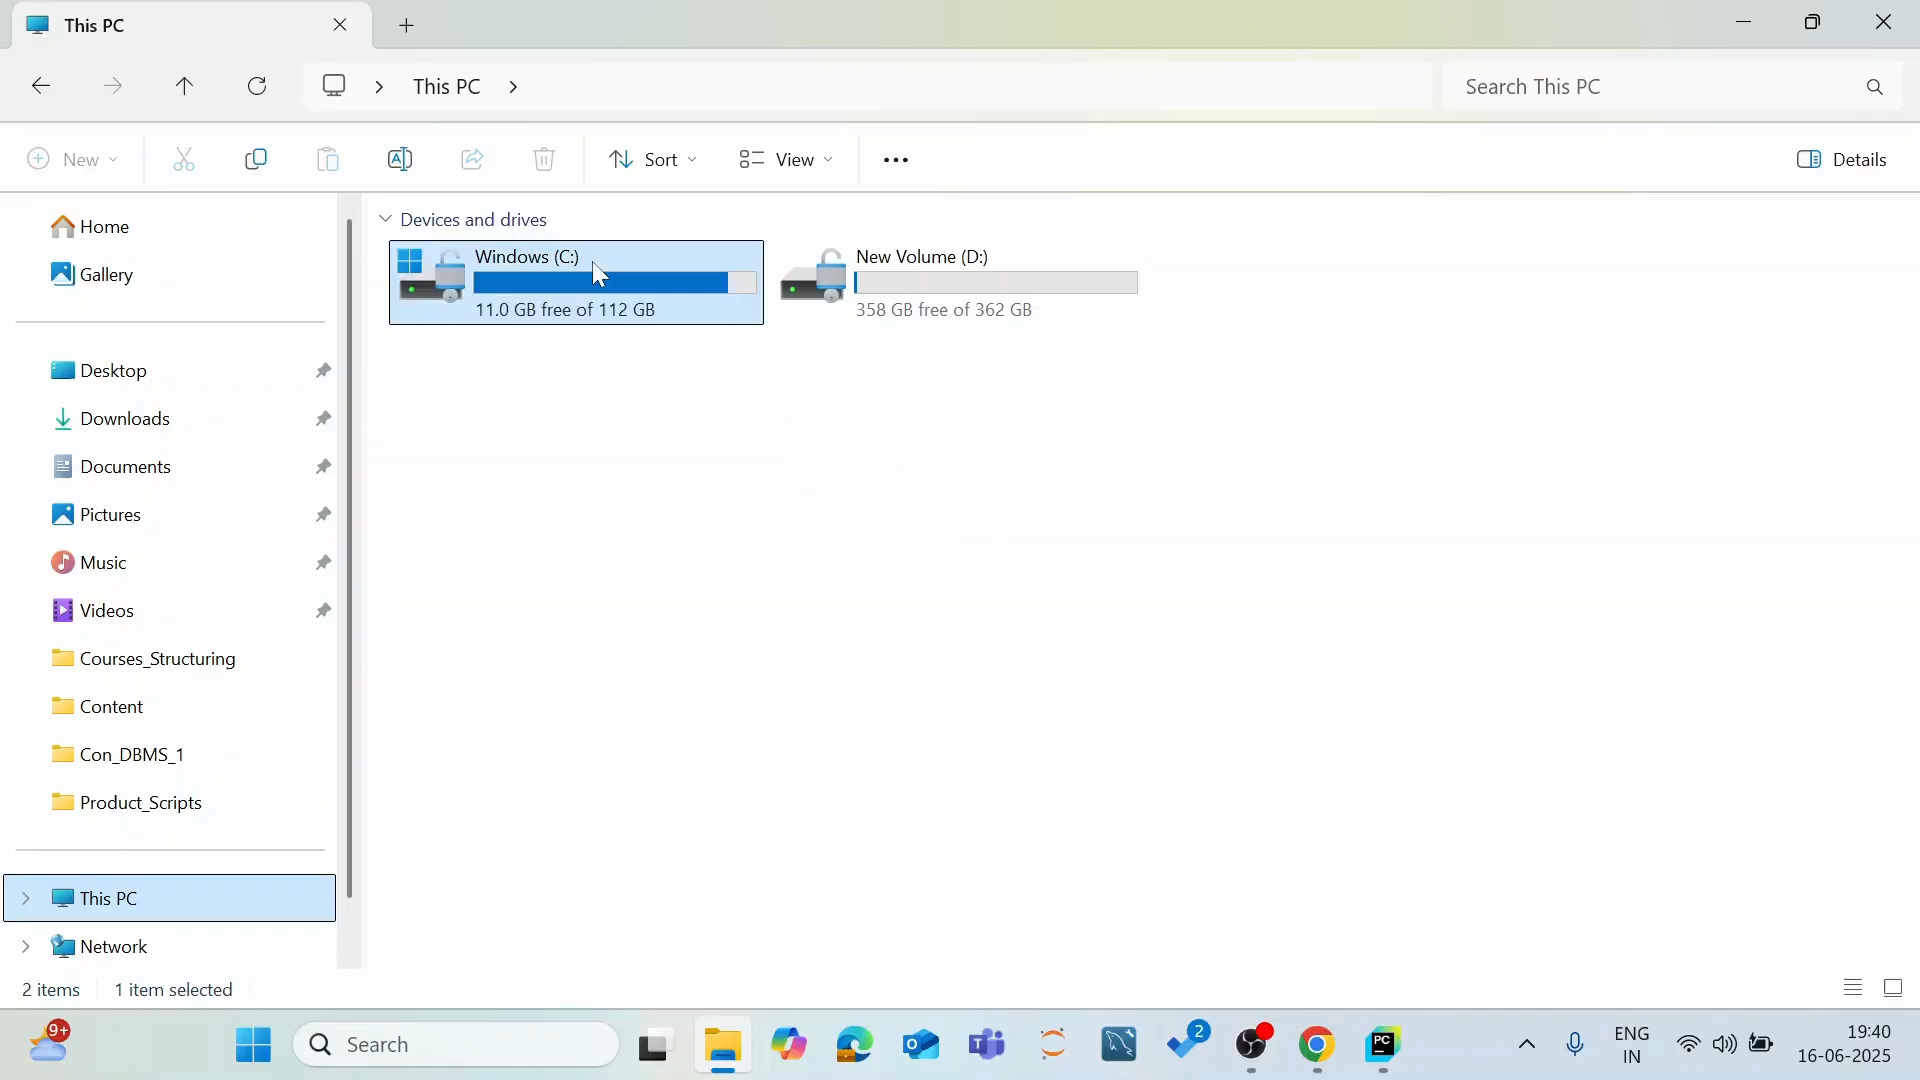 This PC
This PC
Search This PC
New
Sort
View
Details
Home
Gallery
Desktop
Downloads
Documents
Pictures
Music
Videos
Courses_Structuring
Content
Con_DBMS_1
Product_Scripts
This PC
Network
Devices and drives
Windows (C:)
11.0 GB free of 112 GB
New Volume (D:)
358 GB free of 362 GB
2 items
1 item selected
9+
Search
2
PC
ENG
IN
19:40
16-06-2025